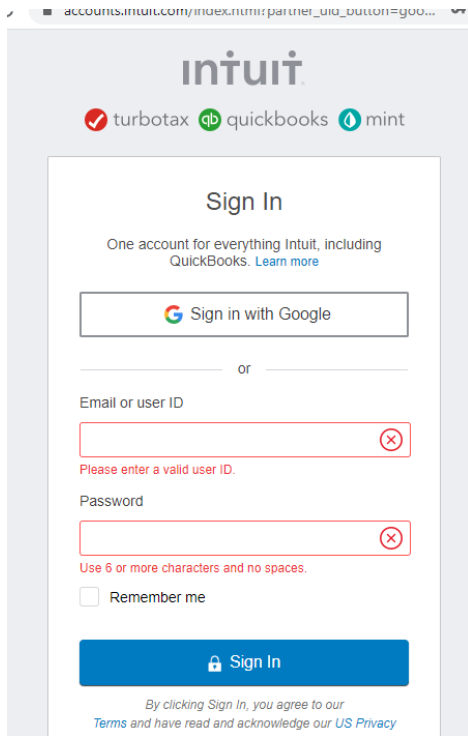 accounts.intuit.com/index.html?partner_uid_button=goo...
intuit
turbotax qb quickbooks mint
Sign In
One account for everything Intuit, including
QuickBooks. Learn more
G Sign in with Google
or
Email or user ID
Please enter a valid user ID.
Password
Use 6 or more characters and no spaces.
Remember me
Sign In
By clicking Sign In, you agree to our
Terms and have read and acknowledge our US Privacy